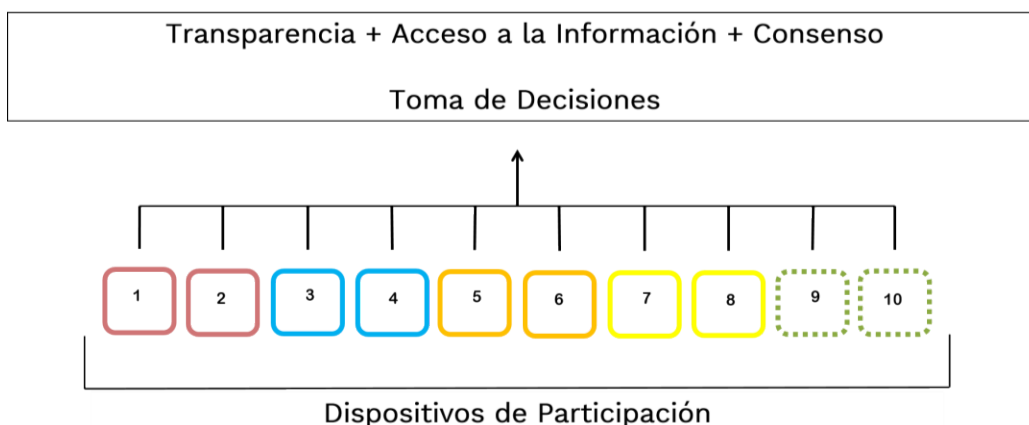 Transparencia + Acceso a la Información + Consenso
Toma de Decisiones
1 2 3 4 5 6 7 8 9 10
Dispositivos de Participación